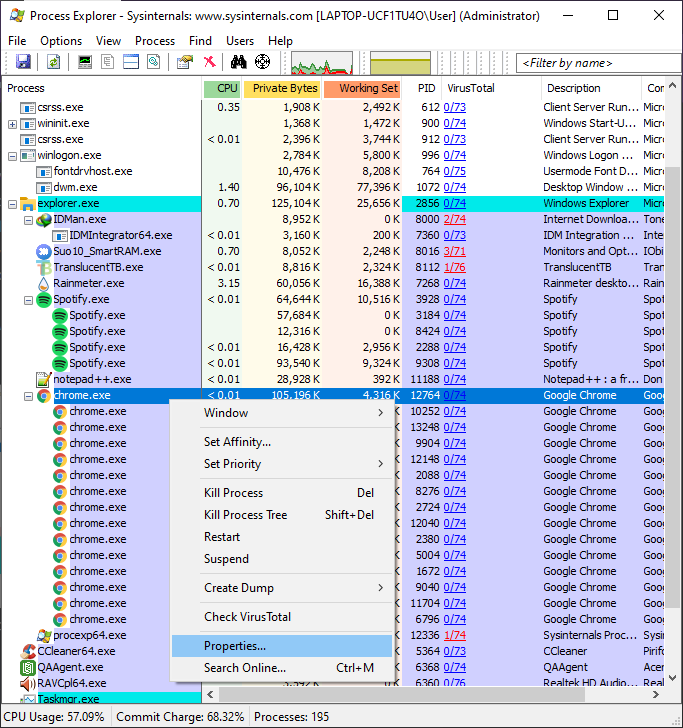 Process Explorer - Sysinternals: www.sysinternals.com [LAPTOP-UCF1TU4O\User] (Administrator)
File Options View Process Find Users Help
<Filter by name>
Process CPU Private Bytes Working Set PID VirusTotal Description Co
csrss.exe 0.35 1,908 K 2,492 K 612 0/73 Client Server Run... Micr
wininit.exe 1,368 K 1,472 K 900 0/74 Windows Start-U... Micr
csrss.exe < 0.01 2,396 K 3,744 K 912 0/73 Client Server Run... Micr
winlogon.exe 2,784 K 5,800 K 996 0/74 Windows Logon ... Micr
fontdrvhost.exe 10,476 K 8,208 K 764 0/75 Usermode Font D... Micr
dwm.exe 1.40 96,104 K 77,396 K 1072 0/74 Desktop Window ... Micr
explorer.exe 0.70 125,104 K 25,656 K 2856 0/74 Windows Explorer Micr
IDMan.exe 8,952 K 0 K 8000 2/74 Internet Downloa... Tone
IDMIntegrator64.exe < 0.01 3,160 K 200 K 7360 0/73 IDM Integration ... Tone
Suo10_SmartRAM.exe 0.70 8,052 K 2,248 K 8016 3/71 Monitors and Opt... IObi
TranslucentTB.exe < 0.01 8,816 K 2,324 K 8112 1/76 TranslucentTB
Rainmeter.exe 3.15 60,056 K 16,388 K 7268 0/74 Rainmeter deskto... Rain
Spotify.exe < 0.01 64,644 K 10,516 K 3928 0/74 Spotify Spot
Spotify.exe 57,684 K 0 K 3184 0/74 Spotify Spot
Spotify.exe 12,316 K 0 K 8424 0/74 Spotify Spot
Spotify.exe < 0.01 16,428 K 2,956 K 2288 0/74 Spotify Spot
Spotify.exe < 0.01 93,540 K 9,324 K 9308 0/74 Spotify Spot
notepad++.exe < 0.01 28,928 K 392 K 11188 0/74 Notepad++ : a fr... Don
chrome.exe < 0.01 105,196 K 4,316 K 12764 0/74 Google Chrome Goo
chrome.exe K 10252 0/74 Google Chrome Goo
chrome.exe K 13248 0/74 Google Chrome Goo
chrome.exe K 9904 0/74 Google Chrome Goo
chrome.exe K 12148 0/74 Google Chrome Goo
chrome.exe K 2088 0/74 Google Chrome Goo
chrome.exe K 8276 0/74 Google Chrome Goo
chrome.exe K 2724 0/74 Google Chrome Goo
chrome.exe K 12040 0/74 Google Chrome Goo
chrome.exe K 2380 0/74 Google Chrome Goo
chrome.exe K 5004 0/74 Google Chrome Goo
chrome.exe K 1672 0/74 Google Chrome Goo
chrome.exe K 9040 0/74 Google Chrome Goo
chrome.exe K 11704 0/74 Google Chrome Goo
chrome.exe K 6796 0/74 Google Chrome Goo
procexp64.exe K 12336 1/74 Sysinternals Proc... Sysi
CCleaner64.exe K 5364 0/73 CCleaner Pirif
QAAgent.exe K 6368 0/74 QAAgent Acer
RAVCpl64.exe K 6360 0/76 Realtek HD Audio... Real
Taskmgr.exe
Window
Set Affinity...
Set Priority
Kill Process Del
Kill Process Tree Shift+Del
Restart
Suspend
Create Dump
Check VirusTotal
Properties...
Search Online... Ctrl+M
CPU Usage: 57.09% Commit Charge: 68.32% Processes: 195